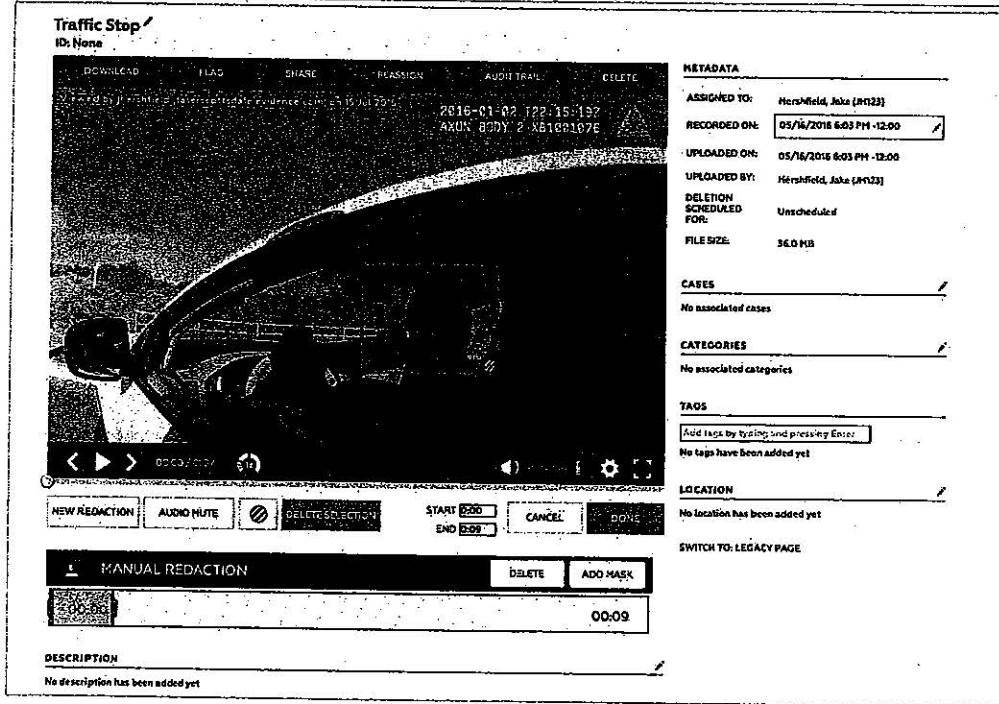 Traffic Stop
ID: None
DOWNLOAD FLAG SHARE REASSIGN AUDIT TRAIL DELETE
on 15 Jul 2016
2016-01-02 T22:15:19Z
AXON BODY 2 X81001076
METADATA
ASSIGNED TO: Hershfield, Jake (JH123)
RECORDED ON: 05/16/2016 6:03 PM -12:00
UPLOADED ON: 05/16/2016 6:03 PM -12:00
UPLOADED BY: Hershfield, Jake (JH123)
DELETION
SCHEDULED
FOR: Unscheduled
FILE SIZE: 36.0 MB
CASES
No associated cases
CATEGORIES
No associated categories
TAGS
Add tags by typing and pressing Enter
No tags have been added yet
LOCATION
No location has been added yet
SWITCH TO: LEGACY PAGE
NEW REDACTION AUDIO MUTE DELETE SELECTION START 0:00 CANCEL DONE
END 0:09
MANUAL REDACTION DELETE ADD MASK
00:00 00:09
DESCRIPTION
No description has been added yet